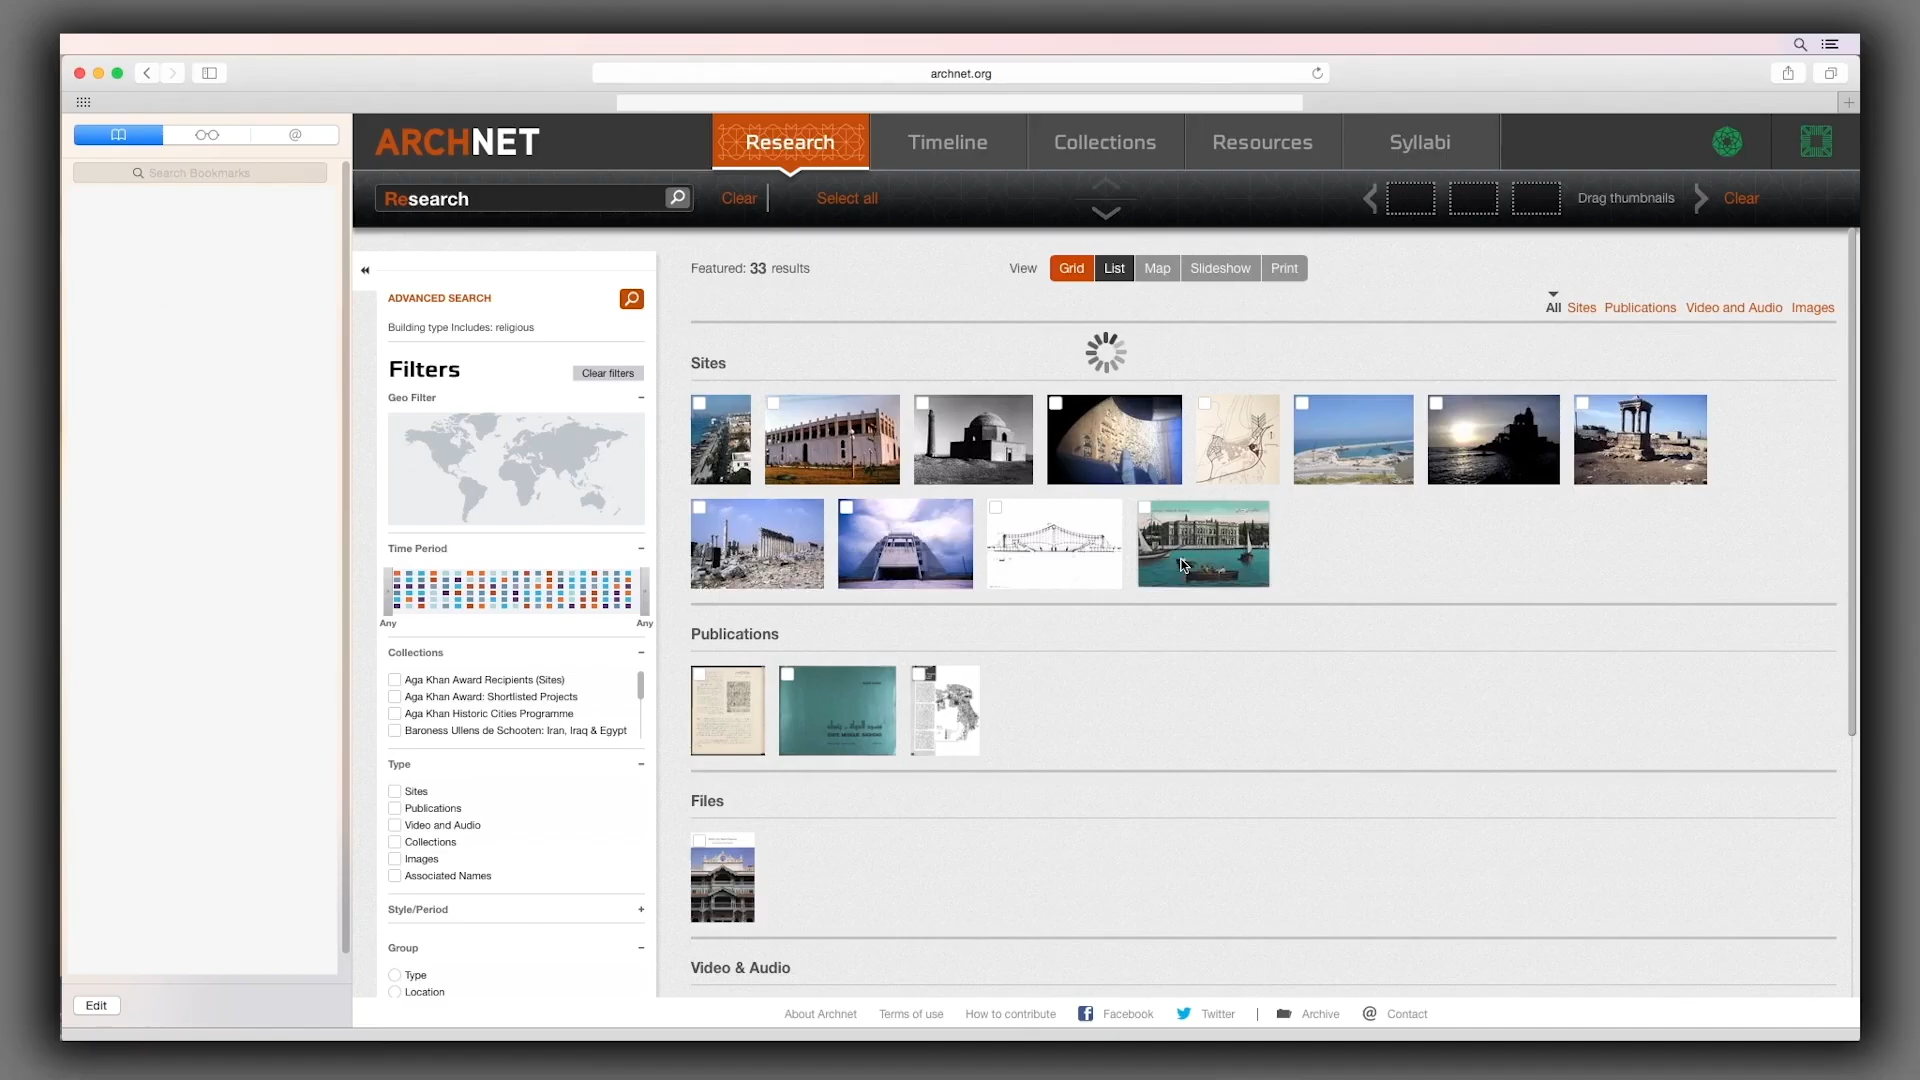 archnet.org
Search Bookmarks
ARCHNET
Research
Timeline
Collections
Resources
Syllabi
Research
Clear
Select all
Drag thumbnails
Clear
Featured: 33 results
View
Grid
List
Map
Slideshow
Print
ADVANCED SEARCH
Building type Includes: religious
All
Sites
Publications
Video and Audio
Images
Filters
Clear filters
Geo Filter
Time Period
Any
Any
Collections
Aga Khan Award Recipients (Sites)
Aga Khan Award: Shortlisted Projects
Aga Khan Historic Cities Programme
Baroness Ullens de Schooten: Iran, Iraq & Egypt
Type
Sites
Publications
Video and Audio
Collections
Images
Associated Names
Style/Period
Group
Type
Location
Sites
Publications
STATE MOSQUE BAGHDAD
Files
Video & Audio
Edit
About Archnet
Terms of use
How to contribute
Facebook
Twitter
Archive
Contact